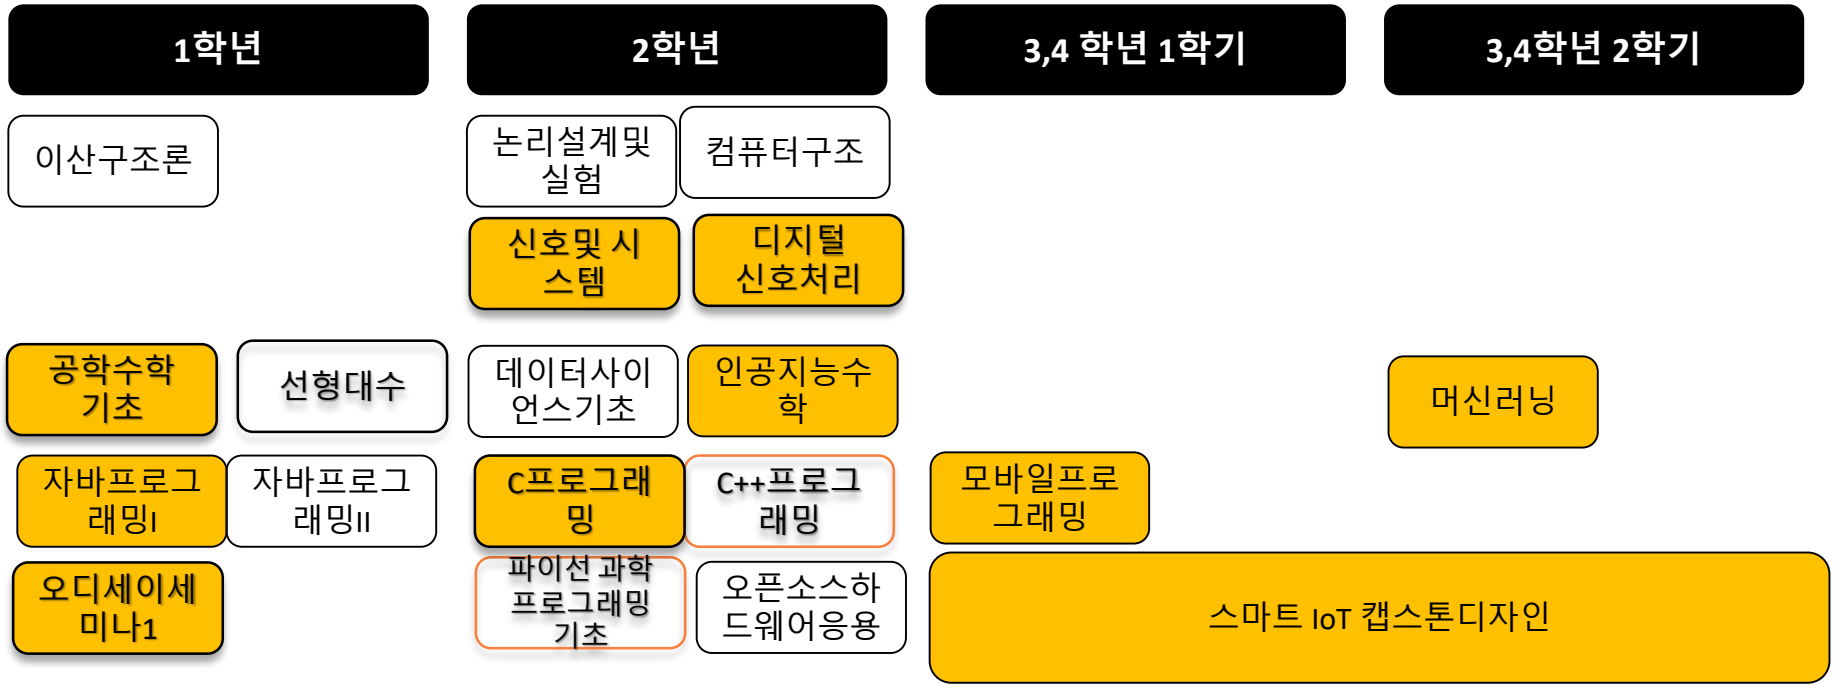 1학년
2학년
3,4 학년 1학기
3,4학년 2학기
이산구조론
논리설계및
실험
컴퓨터구조
신호및 시
스템
디지털
신호처리
공학수학
기초
선형대수
데이터사이
언스기초
인공지능수
학
머신러닝
자바프로그
래밍I
자바프로그
래밍II
C프로그래
밍
C++프로그
래밍
모바일프로
그래밍
오디세이세
미나1
파이선 과학
프로그래밍
기초
오픈소스하
드웨어응용
스마트 IoT 캡스톤디자인